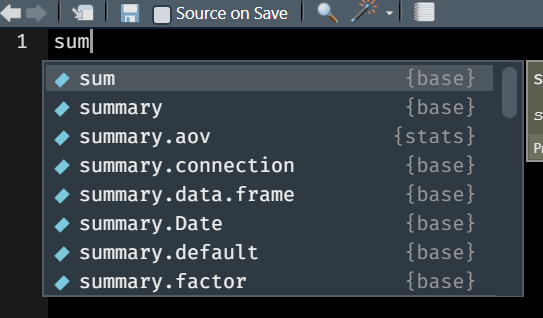 Source on Save
1 sum
sum {base}
summary {base}
summary.aov {stats}
summary.connection {base}
summary.data.frame {base}
summary.Date {base}
summary.default {base}
summary.factor {base}